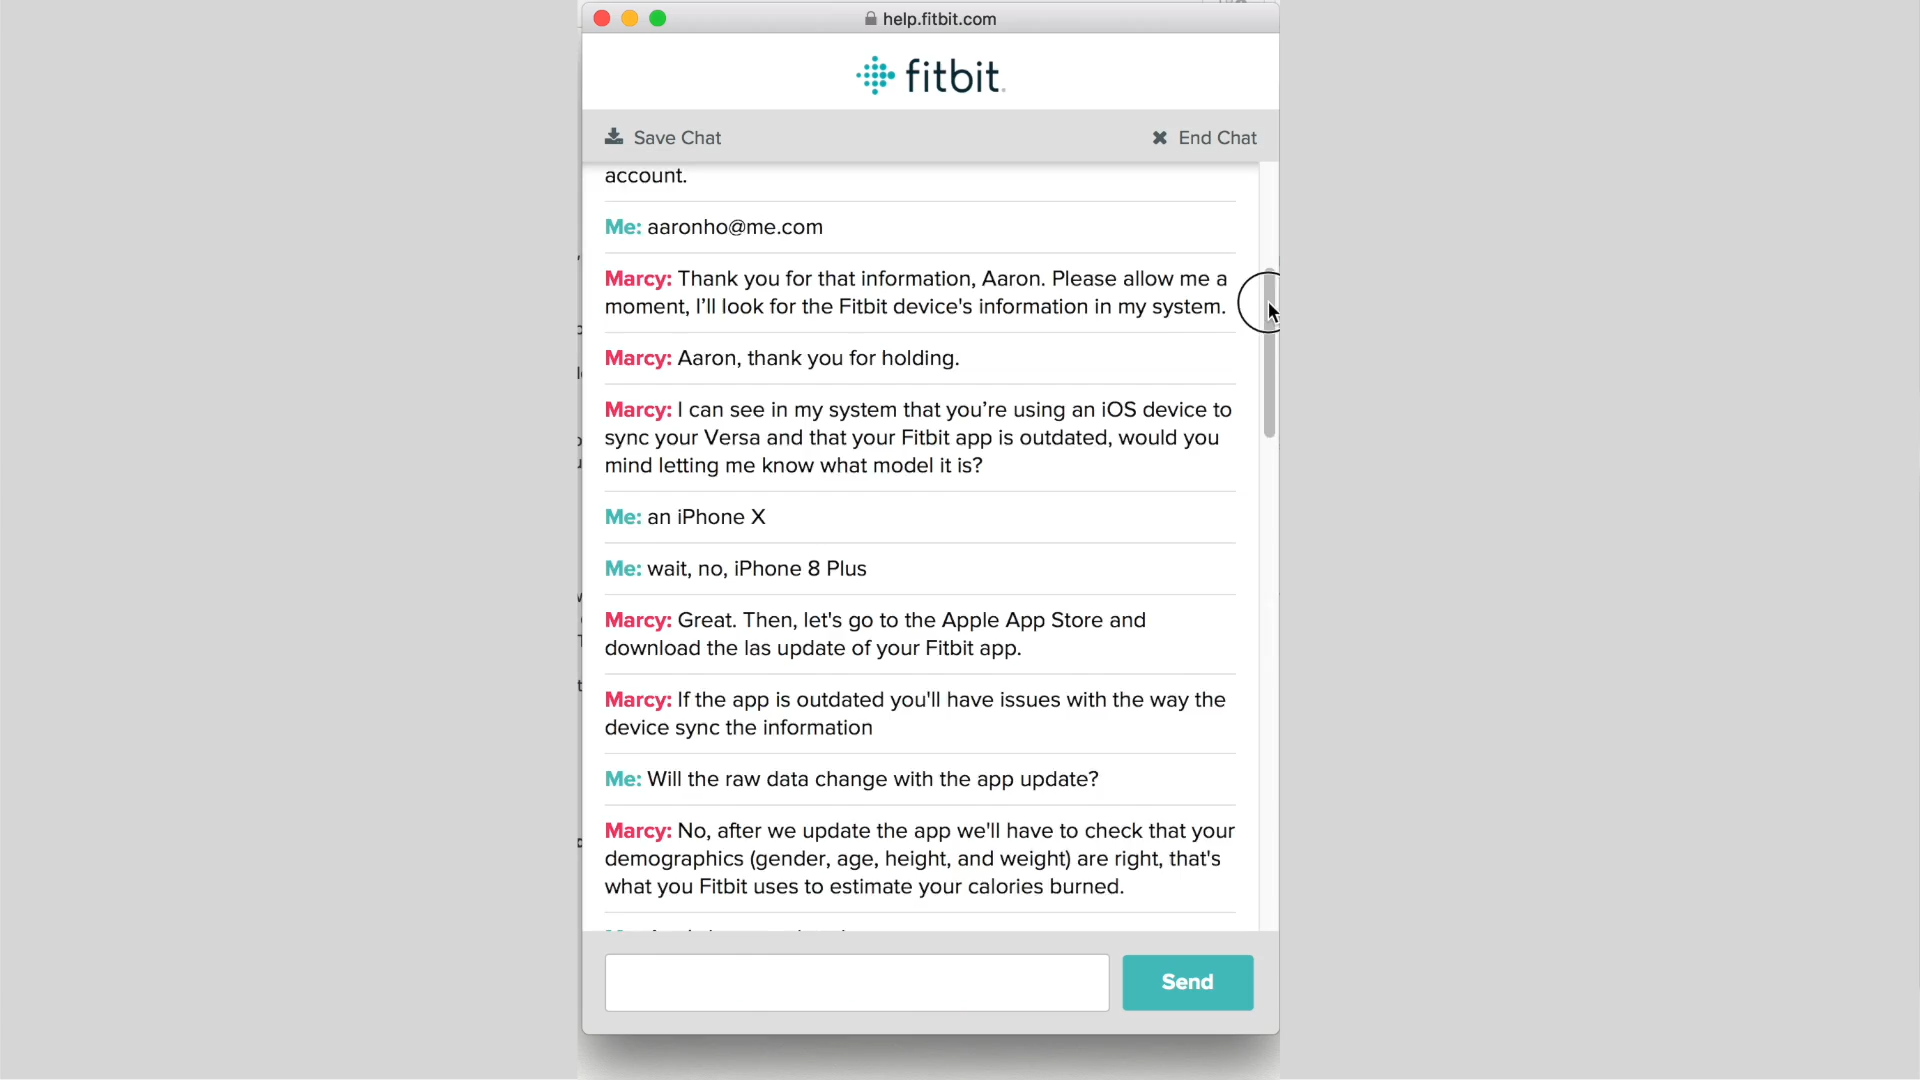 help.fitbit.com
fitbit.
Save Chat
End Chat
account.
Me: aaronho@me.com
Marcy: Thank you for that information, Aaron. Please allow me a
moment, I’ll look for the Fitbit device's information in my system.
Marcy: Aaron, thank you for holding.
Marcy: I can see in my system that you’re using an iOS device to
sync your Versa and that your Fitbit app is outdated, would you
mind letting me know what model it is?
Me: an iPhone X
Me: wait, no, iPhone 8 Plus
Marcy: Great. Then, let's go to the Apple App Store and
download the las update of your Fitbit app.
Marcy: If the app is outdated you'll have issues with the way the
device sync the information
Me: Will the raw data change with the app update?
Marcy: No, after we update the app we'll have to check that your
demographics (gender, age, height, and weight) are right, that's
what you Fitbit uses to estimate your calories burned.
Send